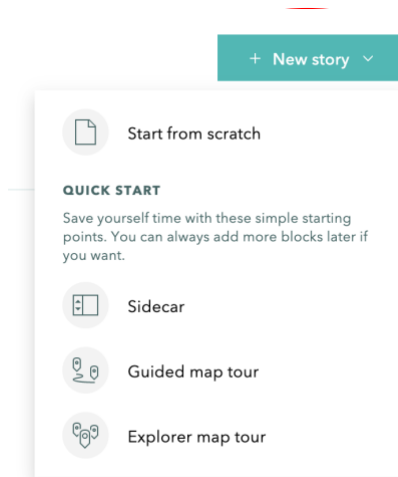 + New story
Start from scratch
QUICK START
Save yourself time with these simple starting
points. You can always add more blocks later if
you want.
Sidecar
Guided map tour
Explorer map tour